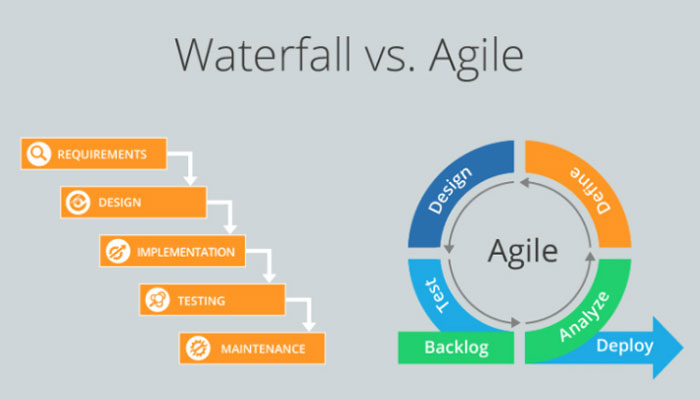 Waterfall vs. Agile
REQUIREMENTS
DESIGN
IMPLEMENTATION
TESTING
MAINTENANCE
Design
Define
Agile
Test
Analyze
Backlog
Deploy